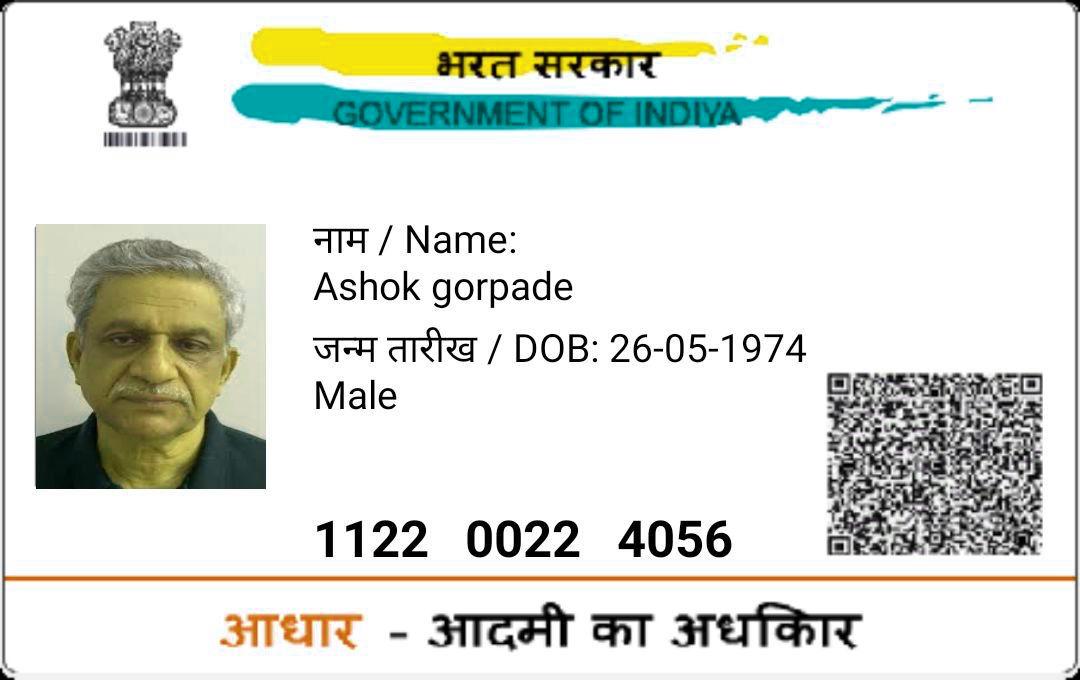 भरत सरकार
GOVERNMENT OF INDIYA
नाम / Name:
Ashok gorpade
जन्म तारीख / DOB: 26-05-1974
Male
1122 0022 4056
आधार - आदमी का अधकिार